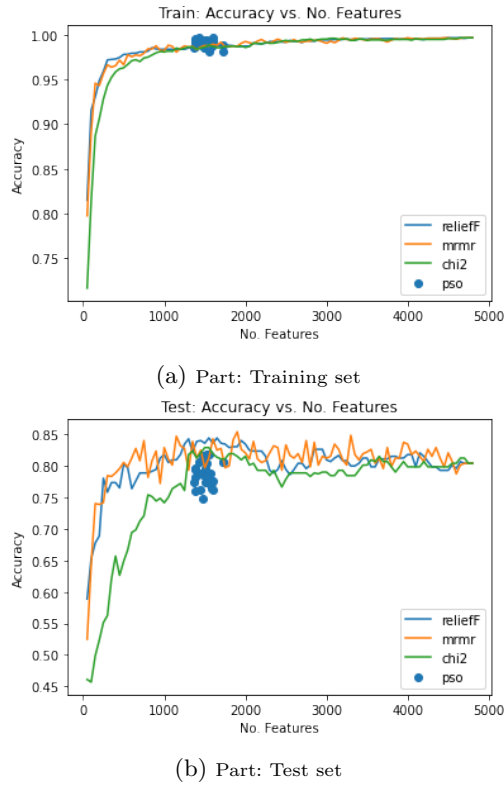 Train: Accuracy vs. No. Features
1.00
0.95
0.90
0.85
0.80
0.75
Accuracy
reliefF
mrmr
chi2
pso
0 1000 2000 3000 4000 5000
No. Features
(a) Part: Training set
Test: Accuracy vs. No. Features
0.85
0.80
0.75
0.70
0.65
0.60
0.55
0.50
0.45
Accuracy
reliefF
mrmr
chi2
pso
0 1000 2000 3000 4000 5000
No. Features
(b) Part: Test set